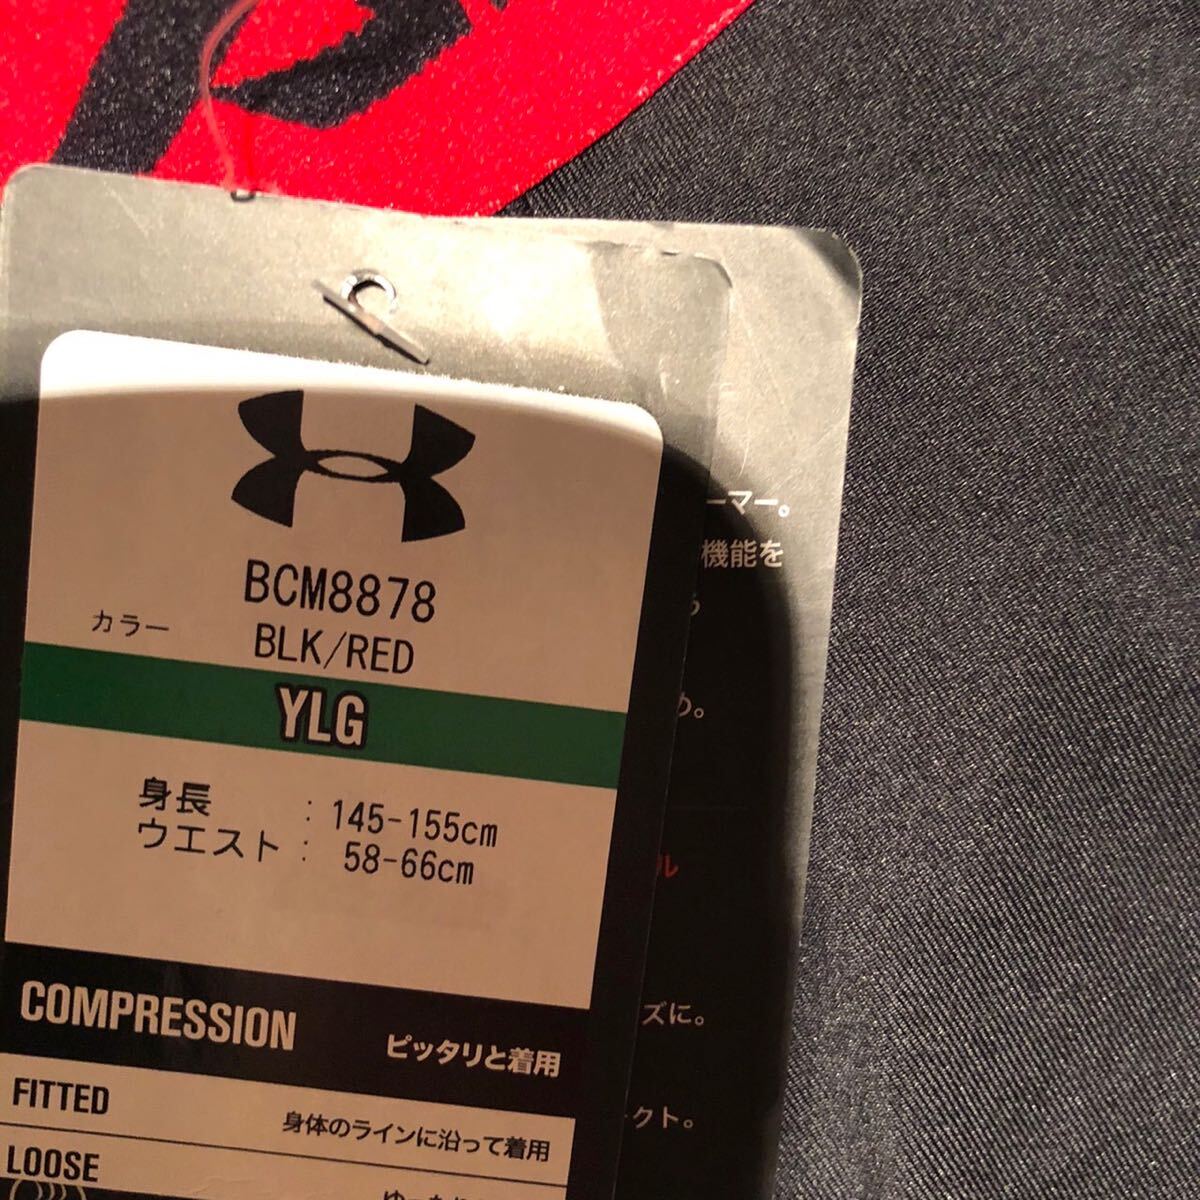 BCM8878
カラー BLK/RED
YLG
身長 : 145-155cm
ウエスト : 58-66cm
COMPRESSION ピッタリと着用
FITTED 身体のラインに沿って着用
LOOSE
ーマー。
機能を
め。
ル
ズに。
クト。